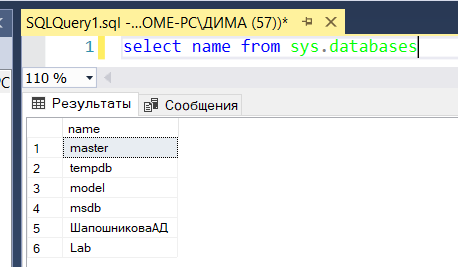 SQLQuery1.sql -...OME-PC\ДИМА (57))*
1 select name from sys.databases
PC
110 %
Результаты Сообщения
name
1 master
2 tempdb
3 model
4 msdb
5 ШапошниковаАД
6 Lab